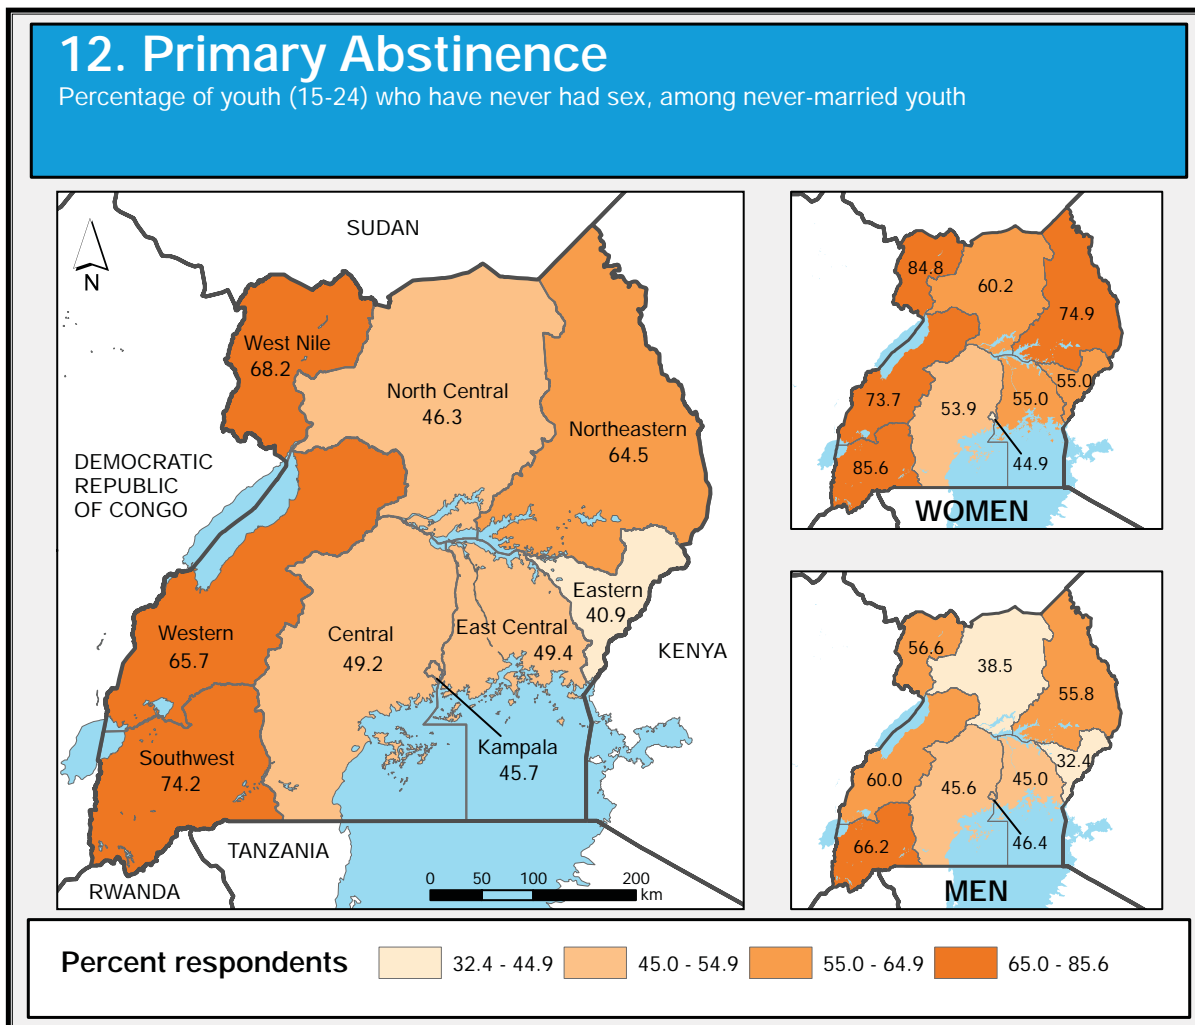 12. Primary Abstinence
Percentage of youth (15-24) who have never had sex, among never-married youth
SUDAN
N
West Nile
68.2
North Central
46.3
Northeastern
64.5
DEMOCRATIC
REPUBLIC
OF CONGO
Eastern
40.9
Western
65.7
Central
49.2
East Central
49.4
KENYA
Kampala
45.7
Southwest
74.2
TANZANIA
RWANDA
0 50 100 200
km
84.8
60.2
74.9
55.0
73.7
53.9
55.0
85.6
44.9
WOMEN
56.6
38.5
55.8
32.4
60.0
45.6
45.0
66.2
46.4
MEN
Percent respondents 32.4 - 44.9 45.0 - 54.9 55.0 - 64.9 65.0 - 85.6